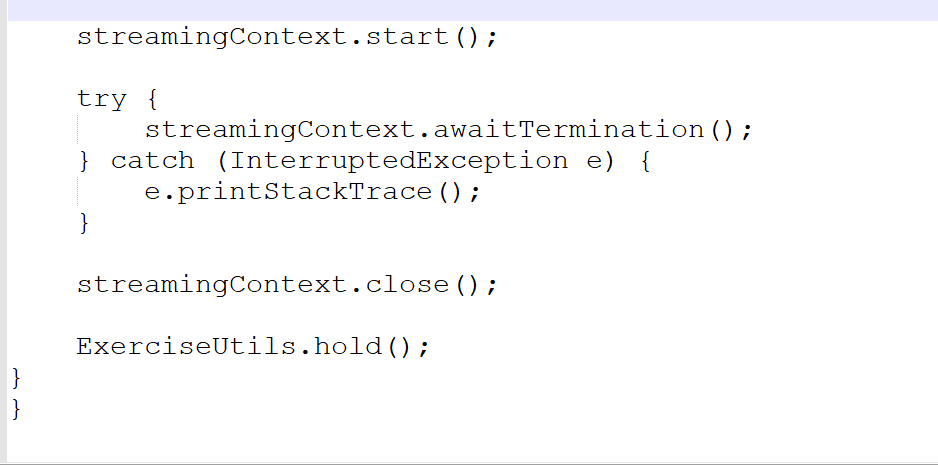 streamingContext.start();
try {
streamingContext.awaitTermination();
} catch (InterruptedException e) {
e.printStackTrace();
}
streamingContext.close();
ExerciseUtils.hold();
}
}